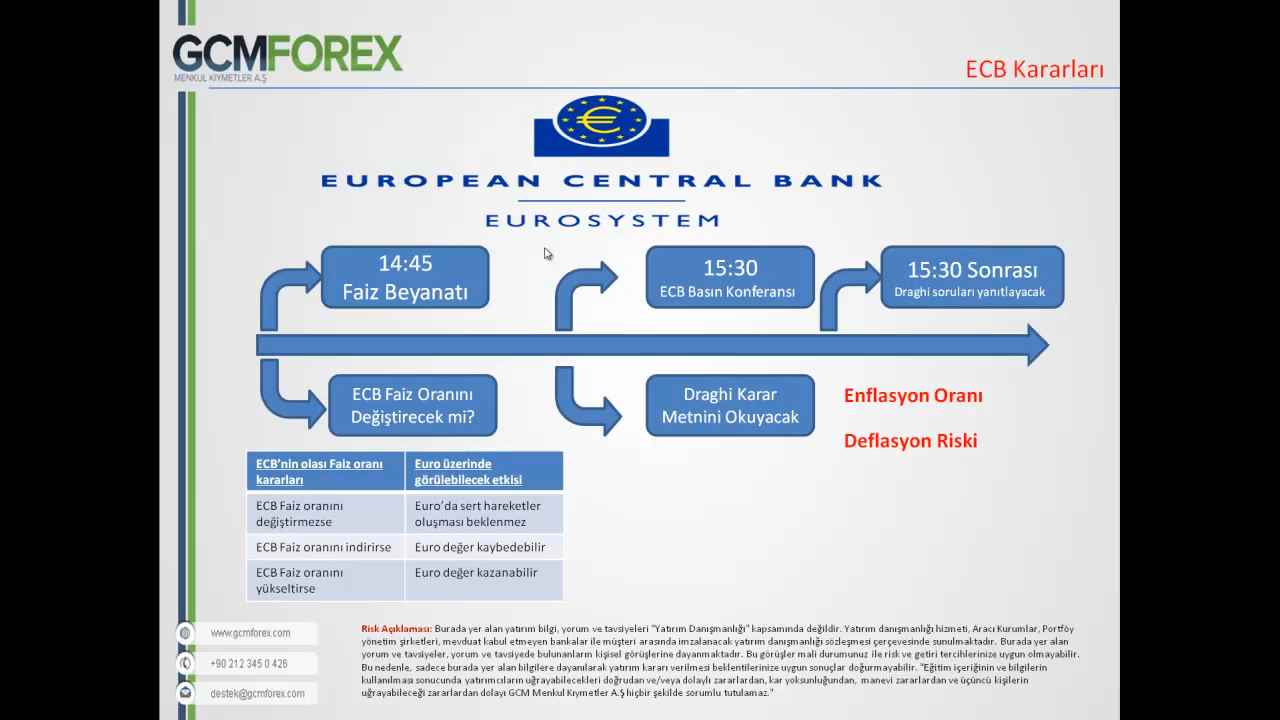 GCMFOREX
MENKUL KIYMETLER A.Ş
ECB Kararları
EUROPEAN CENTRAL BANK
EUROSYSTEM
14:45
Faiz Beyanatı
15:30
ECB Basın Konferansı
15:30 Sonrası
Draghi soruları yanıtlayacak
ECB Faiz Oranını
Değiştirecek mi?
Draghi Karar
Metnini Okuyacak
Enflasyon Oranı
Deflasyon Riski
ECB'nin olası Faiz oranı
kararları
Euro üzerinde
görülebilecek etkisi
ECB Faiz oranını
değiştirmezse
Euro'da sert hareketler
oluşması beklenmez
ECB Faiz oranını indirirse
Euro değer kaybedebilir
ECB Faiz oranını
yükseltirse
Euro değer kazanabilir
www.gcmforex.com
+90 212 345 0 426
destek@gcmforex.com
Risk Açıklaması: Burada yer alan yatırım bilgi, yorum ve tavsiyeleri "Yatırım Danışmanlığı" kapsamında değildir. Yatırım danışmanlığı hizmeti, Aracı Kurumlar, Portföy
yönetim şirketleri, mevduat kabul etmeyen bankalar ile müşteri arasında imzalanacak yatırım danışmanlığı sözleşmesi çerçevesinde sunulmaktadır. Burada yer alan
yorum ve tavsiyeler, yorum ve tavsiyede bulunanların kişisel görüşlerine dayanmaktadır. Bu görüşler mali durumunuz ile risk ve getiri tercihlerinize uygun olmayabilir.
Bu nedenle, sadece burada yer alan bilgilere dayanılarak yatırım kararı verilmesi beklentilerinize uygun sonuçlar doğurmayabilir. "Eğitim içeriğinin ve bilgilerin
kullanılması sonucunda yatırımcıların uğrayabilecekleri doğrudan ve/veya dolaylı zararlardan, kar yoksunluğundan, manevi zararlardan ve üçüncü kişilerin
uğrayabileceği zararlardan dolayı GCM Menkul Kıymetler A.Ş hiçbir şekilde sorumlu tutulamaz."